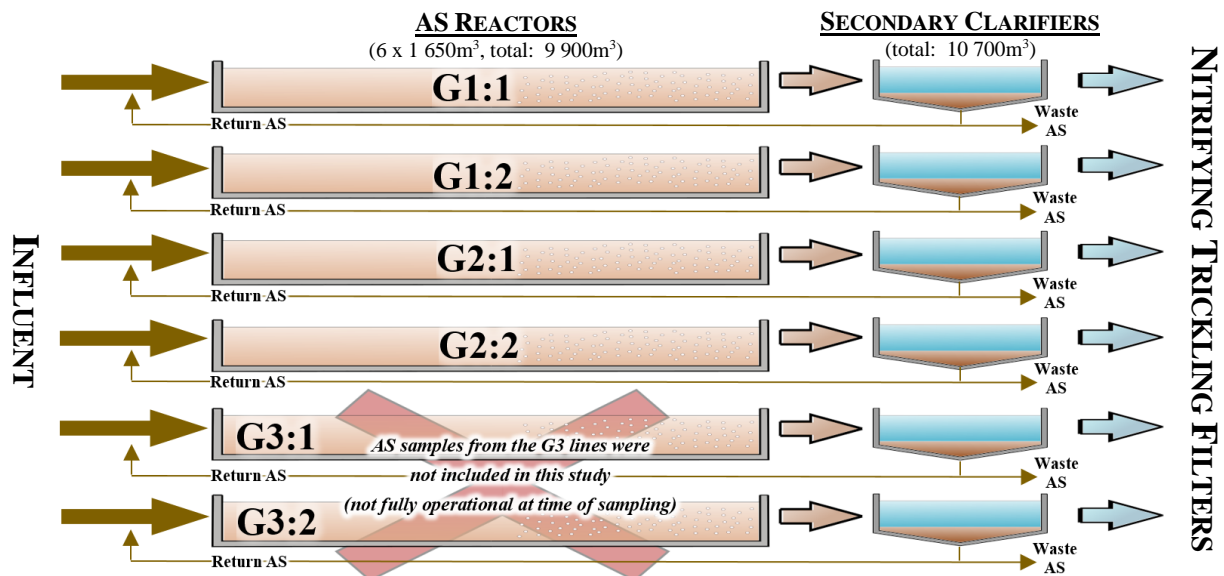 AS REACTORS
(6 x 1 650m³, total: 9 900m³)
SECONDARY CLARIFIERS
(total: 10 700m³)
INFLUENT
NITRIFYING TRICKLING FILTERS
G1:1
Return AS
Waste
AS
G1:2
Return AS
Waste
AS
G2:1
Return AS
Waste
AS
G2:2
Return AS
Waste
AS
G3:1
AS samples from the G3 lines were
not included in this study
(not fully operational at time of sampling)
Return AS
Waste
AS
G3:2
Return AS
Waste
AS